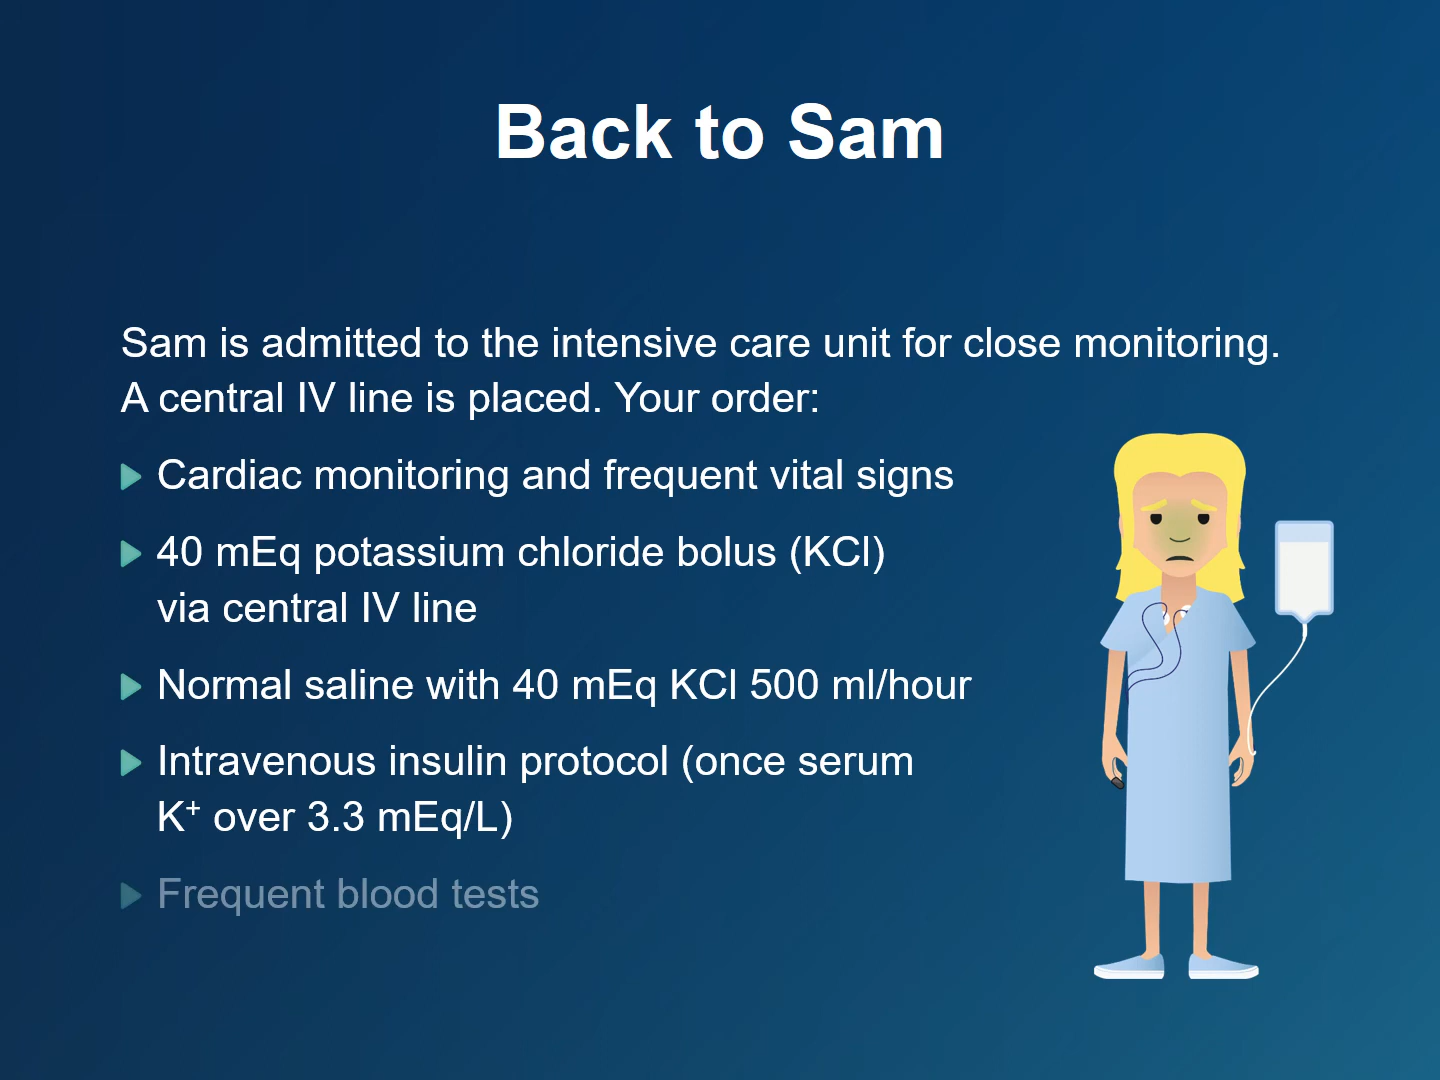 Back to Sam
Sam is admitted to the intensive care unit for close monitoring.
A central IV line is placed. Your order:
Cardiac monitoring and frequent vital signs
40 mEq potassium chloride bolus (KCl)
via central IV line
Normal saline with 40 mEq KCl 500 ml/hour
Intravenous insulin protocol (once serum
K⁺ over 3.3 mEq/L)
Frequent blood tests